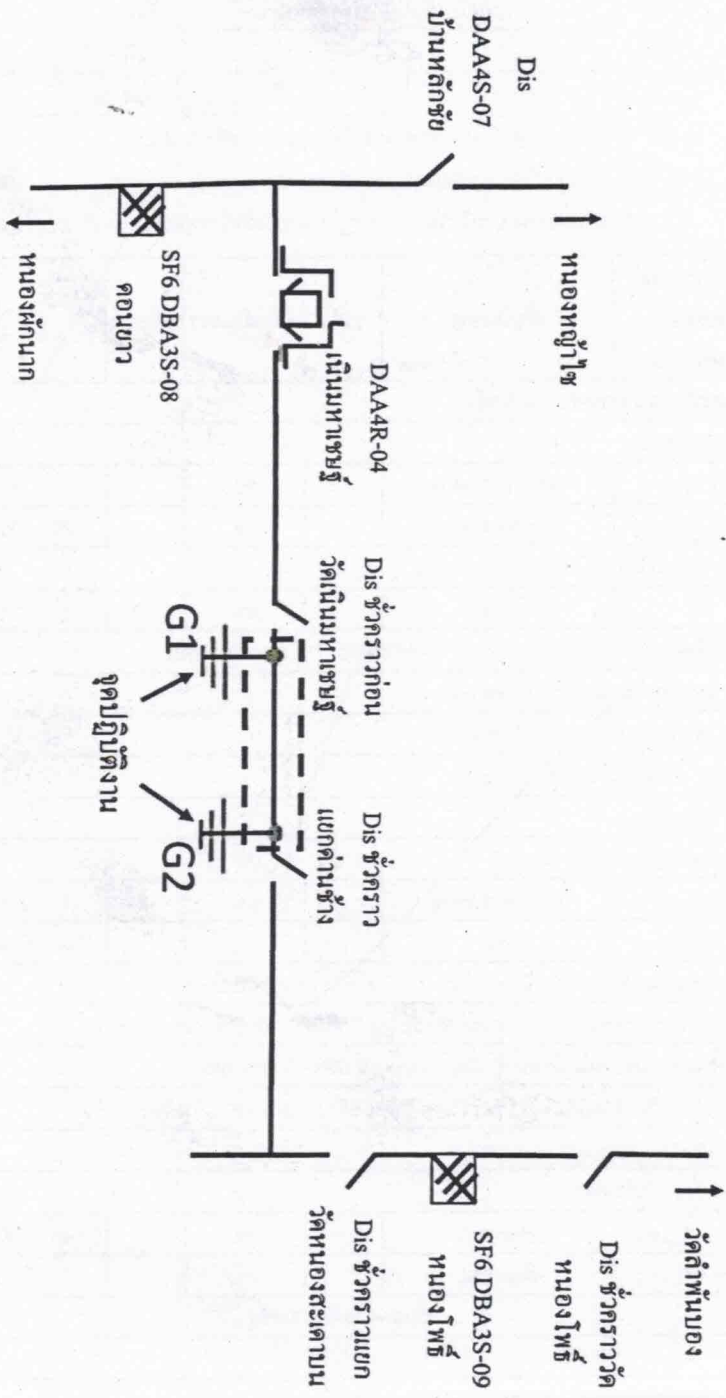 Dis
DAA4S-07
บ้านหลักชัย
หนองหญ้าไซ
SF6 DBA3S-08
ดอนยาว
หนองผักนาก
DAA4R-04
เนินมหาเชษฐ์
Dis ชั่วคราวก่อน
วัดเนินมหาเชษฐ์
G1
จุดปฏิบัติงาน
G2
Dis ชั่วคราว
แยกด่านช้าง
วัดลำพันบอง
Dis ชั่วคราววัด
หนองโพธิ์
SF6 DBA3S-09
หนองโพธิ์
Dis ชั่วคราวแยก
วัดหนองสะเดาบน